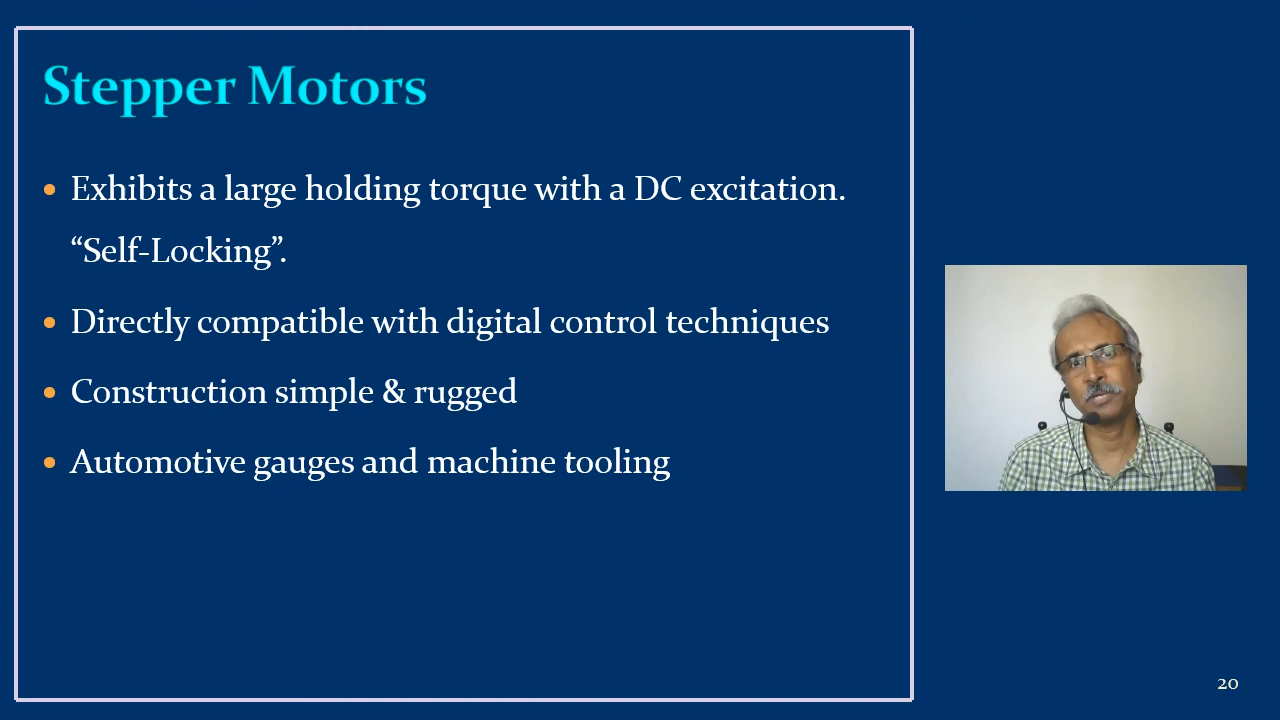 Stepper Motors
• Exhibits a large holding torque with a DC excitation.
“Self-Locking”.
• Directly compatible with digital control techniques
• Construction simple & rugged
• Automotive gauges and machine tooling
20